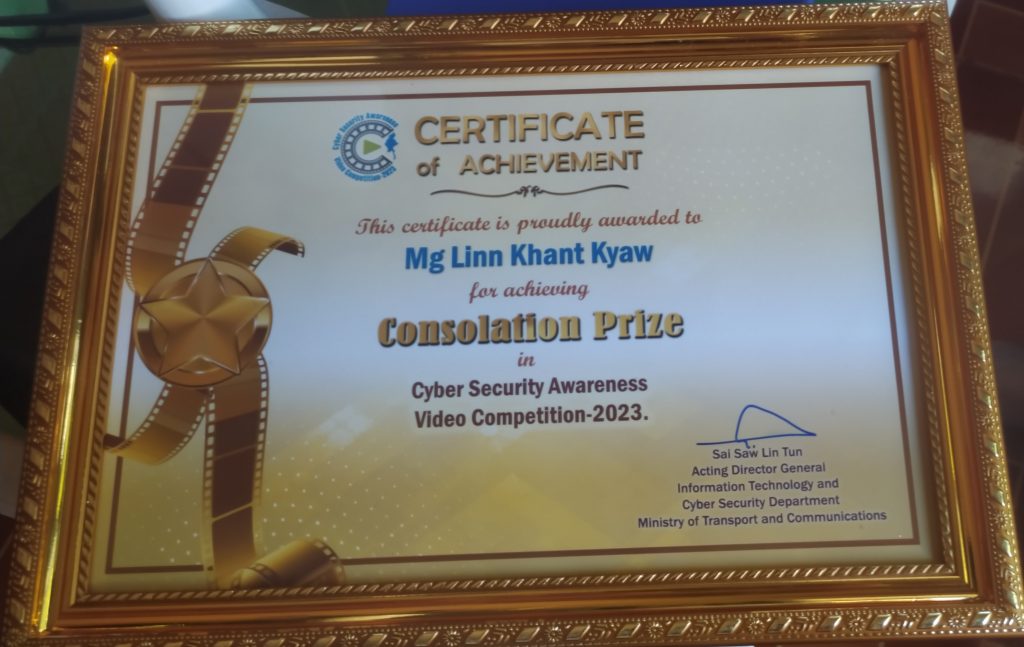 Cyber Security Awareness
Video Competition-2023
CERTIFICATE
of ACHIEVEMENT
This certificate is proudly awarded to
Mg Linn Khant Kyaw
for achieving
Consolation Prize
in
Cyber Security Awareness
Video Competition-2023.
Sai Saw Lin Tun
Acting Director General
Information Technology and
Cyber Security Department
Ministry of Transport and Communications